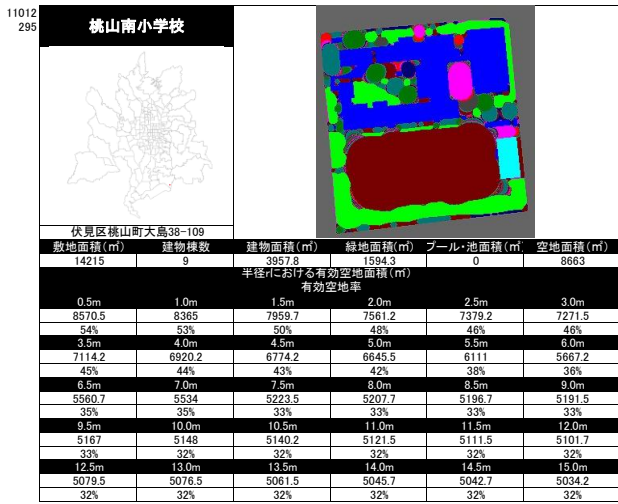 11012
295
桃山南小学校
伏見区桃山町大島38-109
敷地面積(㎡) 建物棟数 建物面積(㎡) 緑地面積(㎡) プール・池面積(㎡) 空地面積(㎡)
14215 9 3957.8 1594.3 0 8663
半径rにおける有効空地面積(㎡)
有効空地率
0.5m 1.0m 1.5m 2.0m 2.5m 3.0m
8570.5 8365 7959.7 7561.2 7379.2 7271.5
54% 53% 50% 48% 46% 46%
3.5m 4.0m 4.5m 5.0m 5.5m 6.0m
7114.2 6920.2 6774.2 6645.5 6111 5667.2
45% 44% 43% 42% 38% 36%
6.5m 7.0m 7.5m 8.0m 8.5m 9.0m
5560.7 5534 5223.5 5207.7 5196.7 5191.5
35% 35% 33% 33% 33% 33%
9.5m 10.0m 10.5m 11.0m 11.5m 12.0m
5167 5148 5140.2 5121.5 5111.5 5101.7
33% 32% 32% 32% 32% 32%
12.5m 13.0m 13.5m 14.0m 14.5m 15.0m
5079.5 5076.5 5061.5 5045.7 5042.7 5034.2
32% 32% 32% 32% 32% 32%